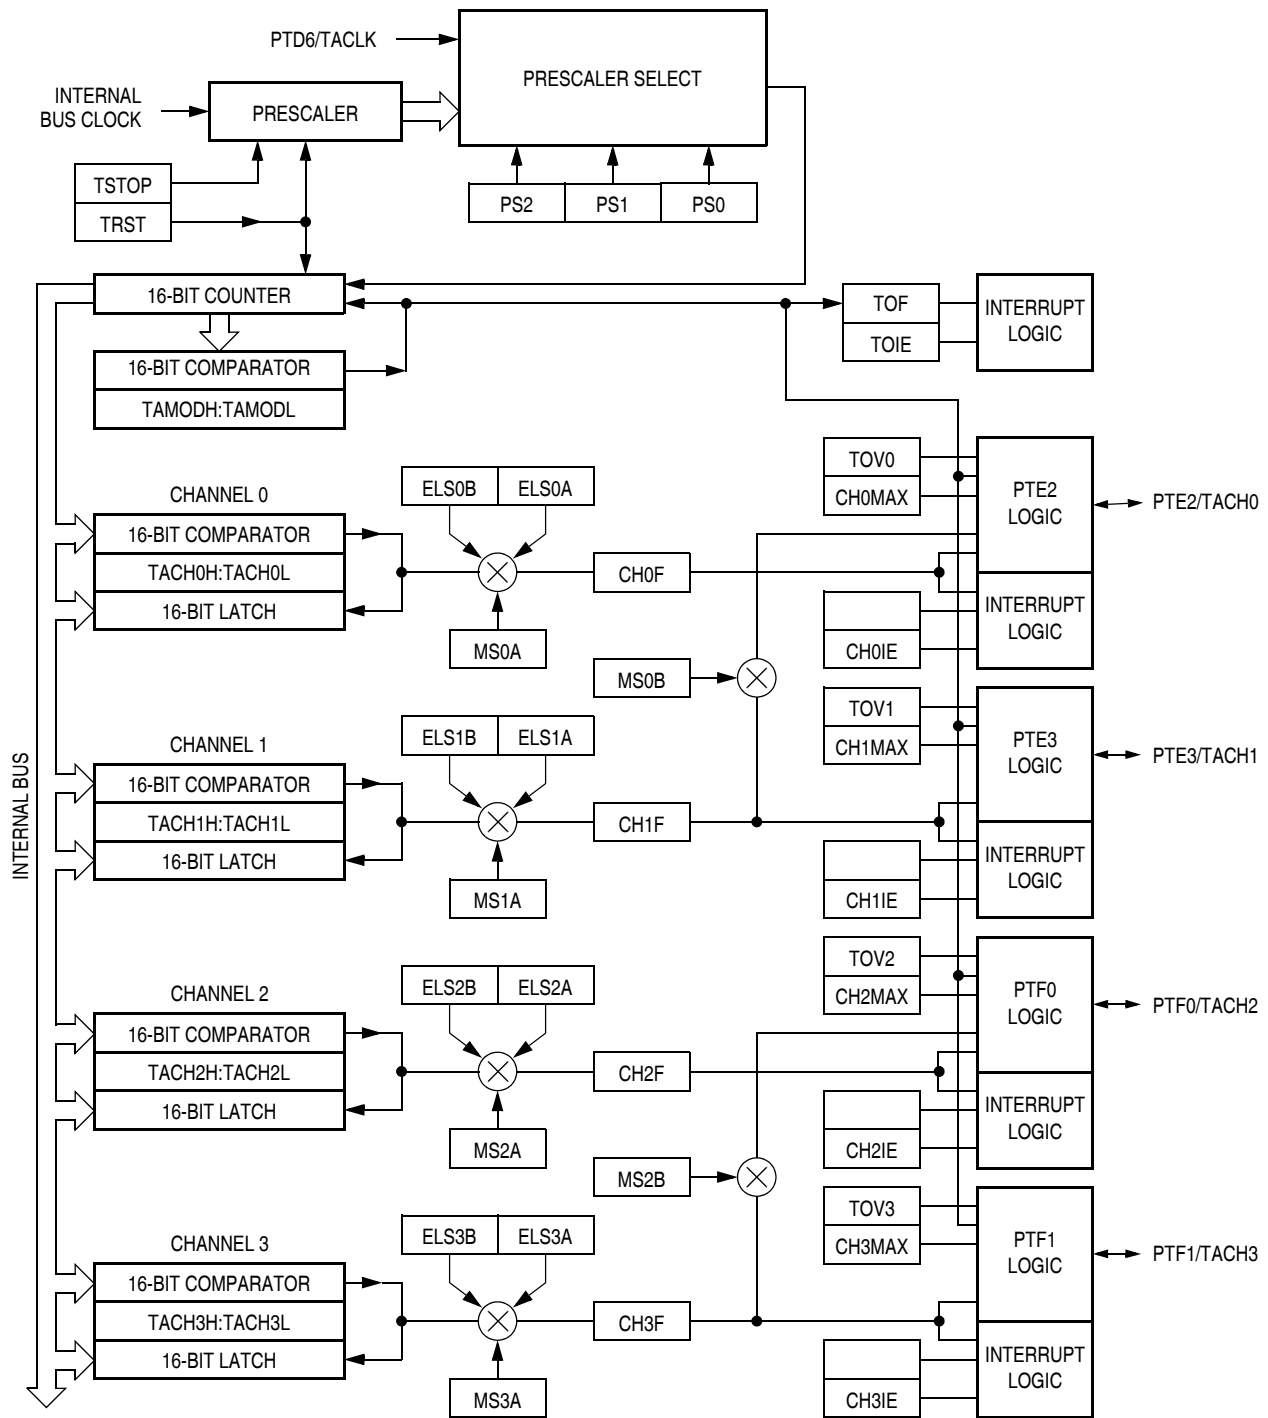 PTD6/TACLK
PRESCALER SELECT
INTERNAL
BUS CLOCK
PRESCALER
TSTOP
TRST
PS2
PS1
PS0
16-BIT COUNTER
16-BIT COMPARATOR
TAMODH:TAMODL
TOF
TOIE
INTERRUPT
LOGIC
INTERNAL BUS
CHANNEL 0
16-BIT COMPARATOR
TACH0H:TACH0L
16-BIT LATCH
ELS0B
ELS0A
MS0A
CH0F
MS0B
TOV0
CH0MAX
CH0IE
PTE2
LOGIC
INTERRUPT
LOGIC
PTE2/TACH0
CHANNEL 1
16-BIT COMPARATOR
TACH1H:TACH1L
16-BIT LATCH
ELS1B
ELS1A
MS1A
CH1F
TOV1
CH1MAX
CH1IE
PTE3
LOGIC
INTERRUPT
LOGIC
PTE3/TACH1
CHANNEL 2
16-BIT COMPARATOR
TACH2H:TACH2L
16-BIT LATCH
ELS2B
ELS2A
MS2A
CH2F
MS2B
TOV2
CH2MAX
CH2IE
PTF0
LOGIC
INTERRUPT
LOGIC
PTF0/TACH2
CHANNEL 3
16-BIT COMPARATOR
TACH3H:TACH3L
16-BIT LATCH
ELS3B
ELS3A
MS3A
CH3F
TOV3
CH3MAX
CH3IE
PTF1
LOGIC
INTERRUPT
LOGIC
PTF1/TACH3